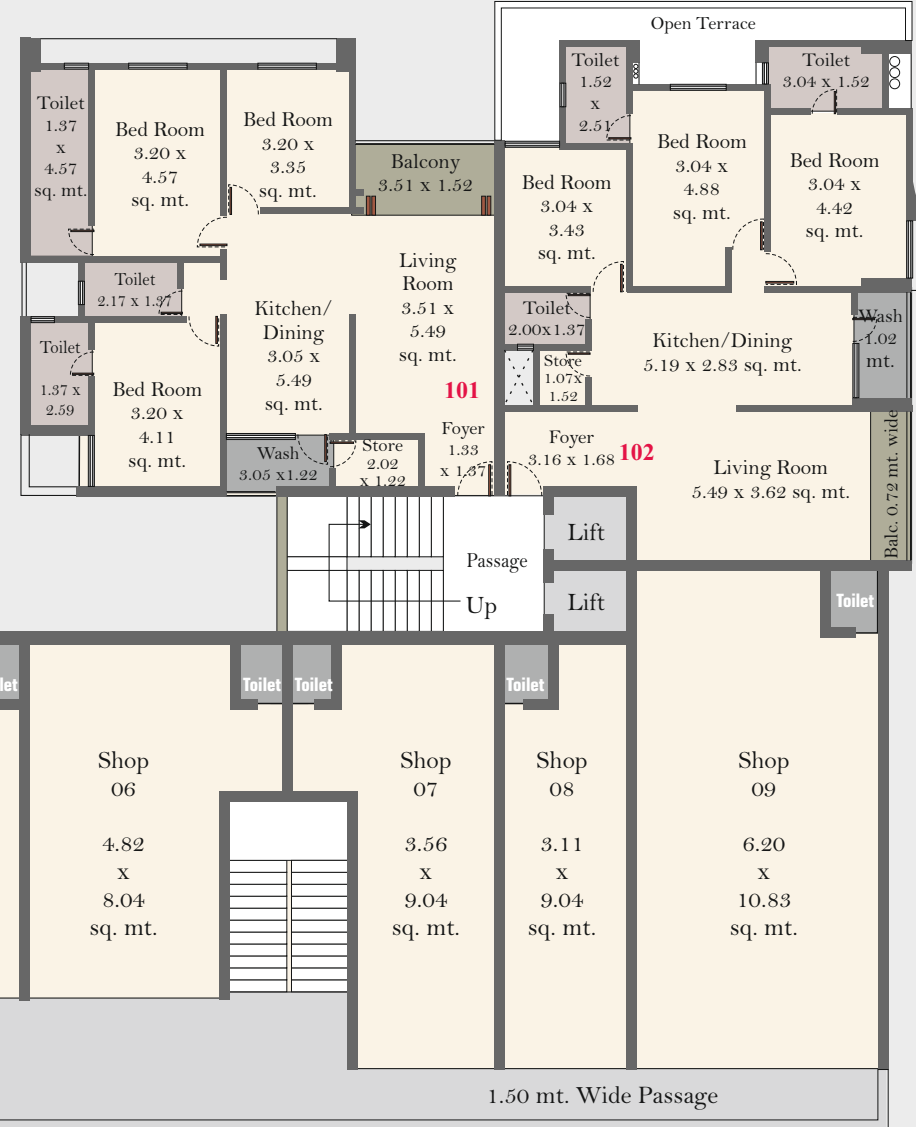 Open Terrace
Toilet
1.37
x
4.57
sq. mt.
Bed Room
3.20 x
4.57
sq. mt.
Bed Room
3.20 x
3.35
sq. mt.
Balcony
3.51 x 1.52
Toilet
1.52
x
2.51
Bed Room
3.04 x
4.88
sq. mt.
Toilet
3.04 x 1.52
Bed Room
3.04 x
4.42
sq. mt.
Bed Room
3.04 x
3.43
sq. mt.
Toilet
2.17 x 1.37
Kitchen/
Dining
3.05 x
5.49
sq. mt.
Living
Room
3.51 x
5.49
sq. mt.
101
Toilet
1.37 x
2.59
Bed Room
3.20 x
4.11
sq. mt.
Wash
3.05 x1.22
Store
2.02
x 1.22
Foyer
1.33
x 1.37
Toilet
2.00x1.37
Store
1.07x
1.52
Kitchen/Dining
5.19 x 2.83 sq. mt.
Wash
1.02
mt.
Foyer
3.16 x 1.68
102
Living Room
5.49 x 3.62 sq. mt.
Balc. 0.72 mt. wide
Passage
Up
Lift
Lift
Toilet
let
Toilet
Toilet
Toilet
Shop
06
4.82
x
8.04
sq. mt.
Shop
07
3.56
x
9.04
sq. mt.
Shop
08
3.11
x
9.04
sq. mt.
Shop
09
6.20
x
10.83
sq. mt.
1.50 mt. Wide Passage